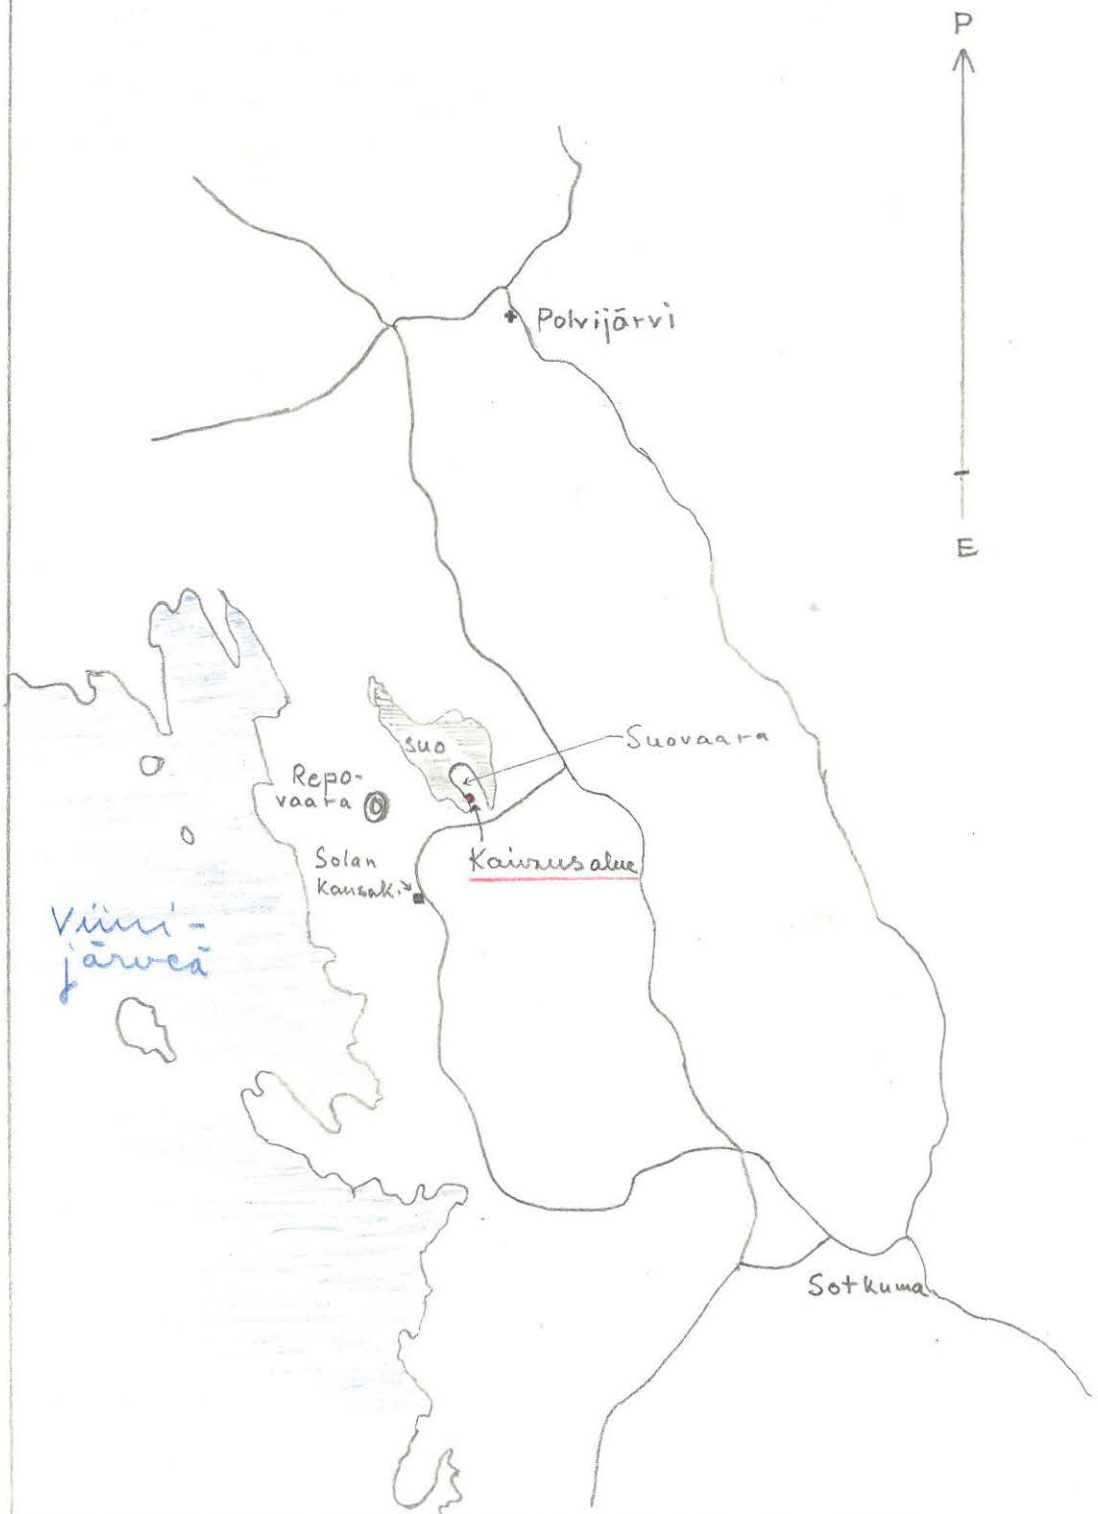 P
Polvijärvi
E
Suovaara
suo
Repo-
vaara
Kaivausalue
Solan
Kansak.
Viini-
järveä
Sotkuma